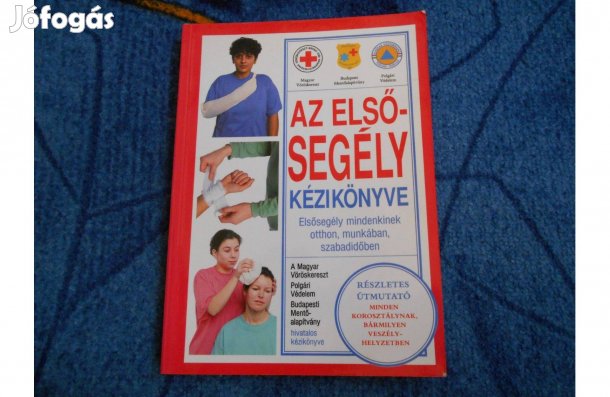 Jófogás
Magyar
Vöröskereszt
Budapesti
Mentőalapítvány
Polgári
Védelem
AZ ELSŐ-
SEGÉLY
KÉZIKÖNYVE
Elsősegély mindenkinek
otthon, munkában,
szabadidőben
A Magyar
Vöröskereszt
Polgári
Védelem
Budapesti
Mentő-
alapítvány
hivatalos
kézikönyve
RÉSZLETES
ÚTMUTATÓ
MINDEN
KOROSZTÁLYNAK,
BÁRMILYEN
VESZÉLY-
HELYZETBEN